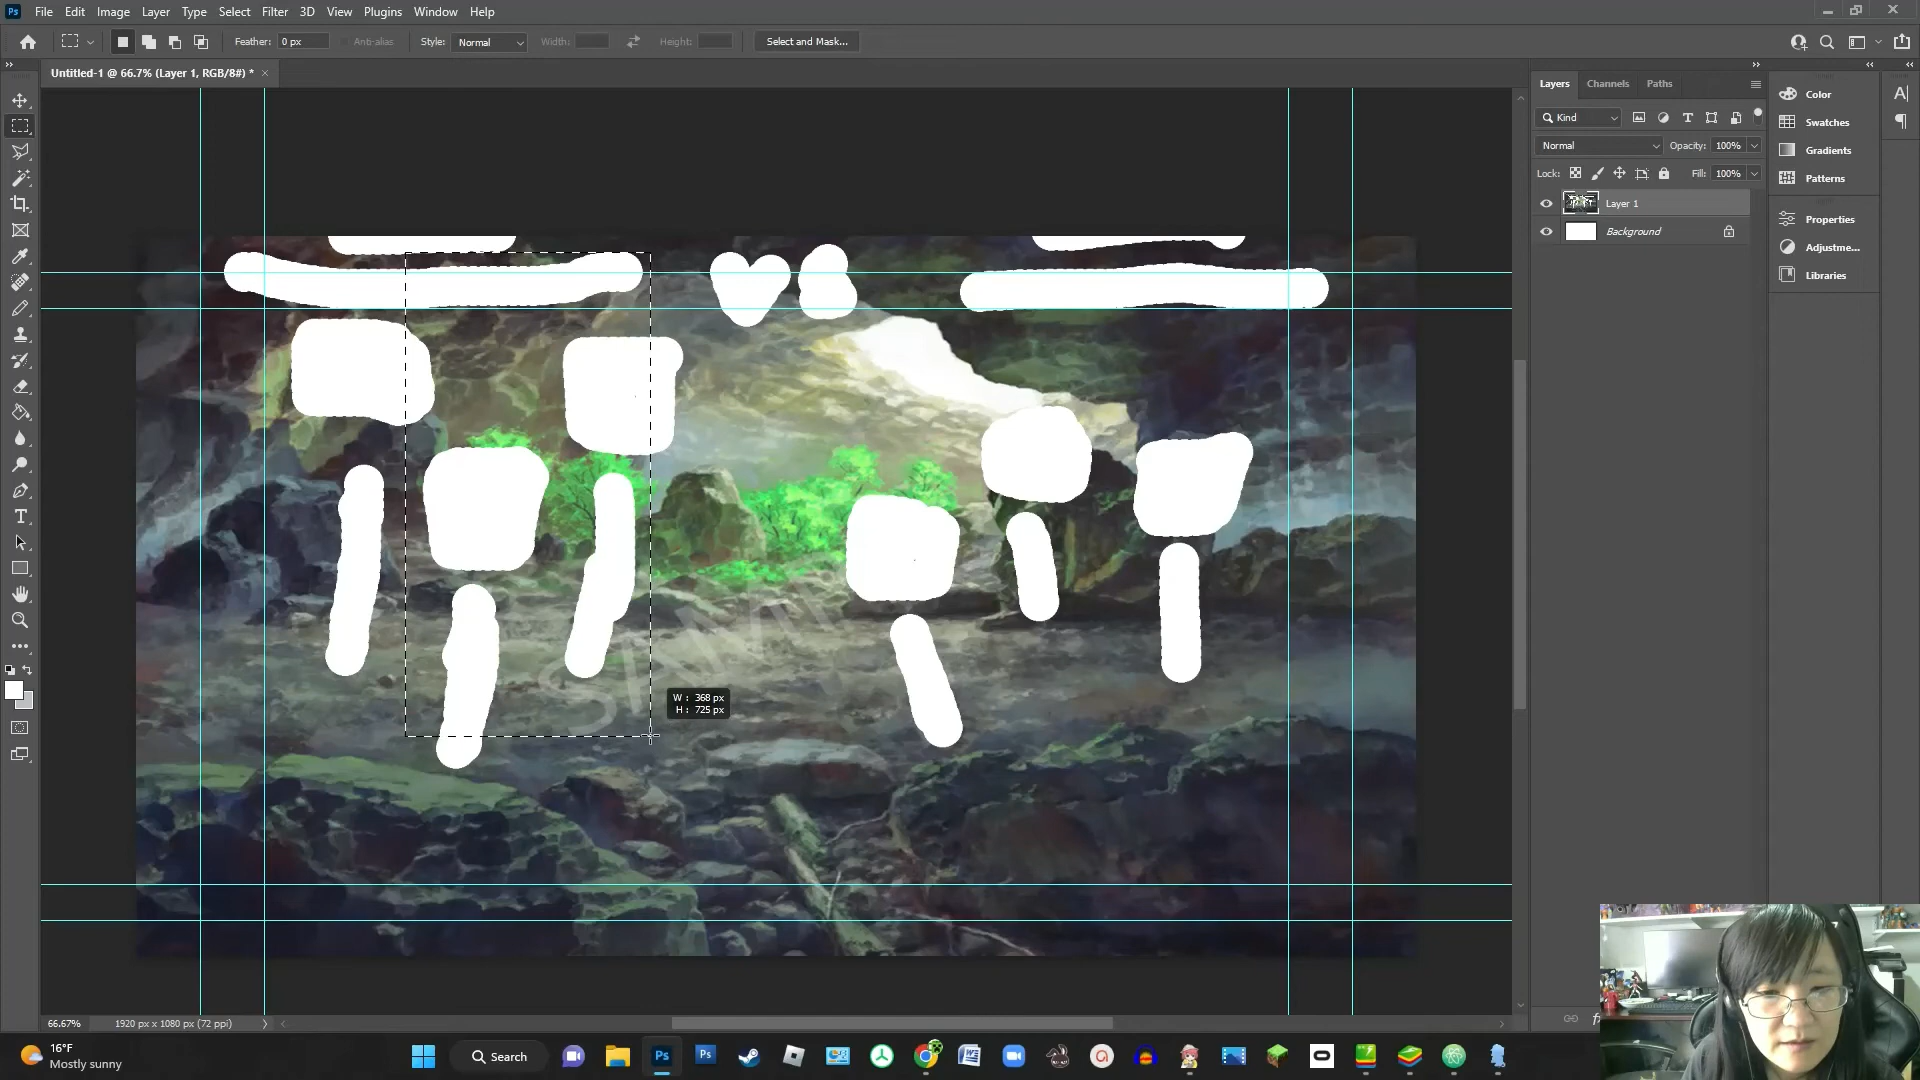 Ps File Edit Image Layer Type Select Filter 3D View Plugins Window Help
Feather: 0 px Anti-alias Style: Normal Width: Height: Select and Mask...
Untitled-1 @ 66.7% (Layer 1, RGB/8#) * ×
Layers Channels Paths
Kind
Normal Opacity: 100%
Lock: Fill: 100%
Layer 1
Background
Color
Swatches
Gradients
Patterns
Properties
Adjustme...
Libraries
W : 368 px
H : 725 px
66.67% 1920 px x 1080 px (72 ppi)
16°F
Mostly sunny
Search